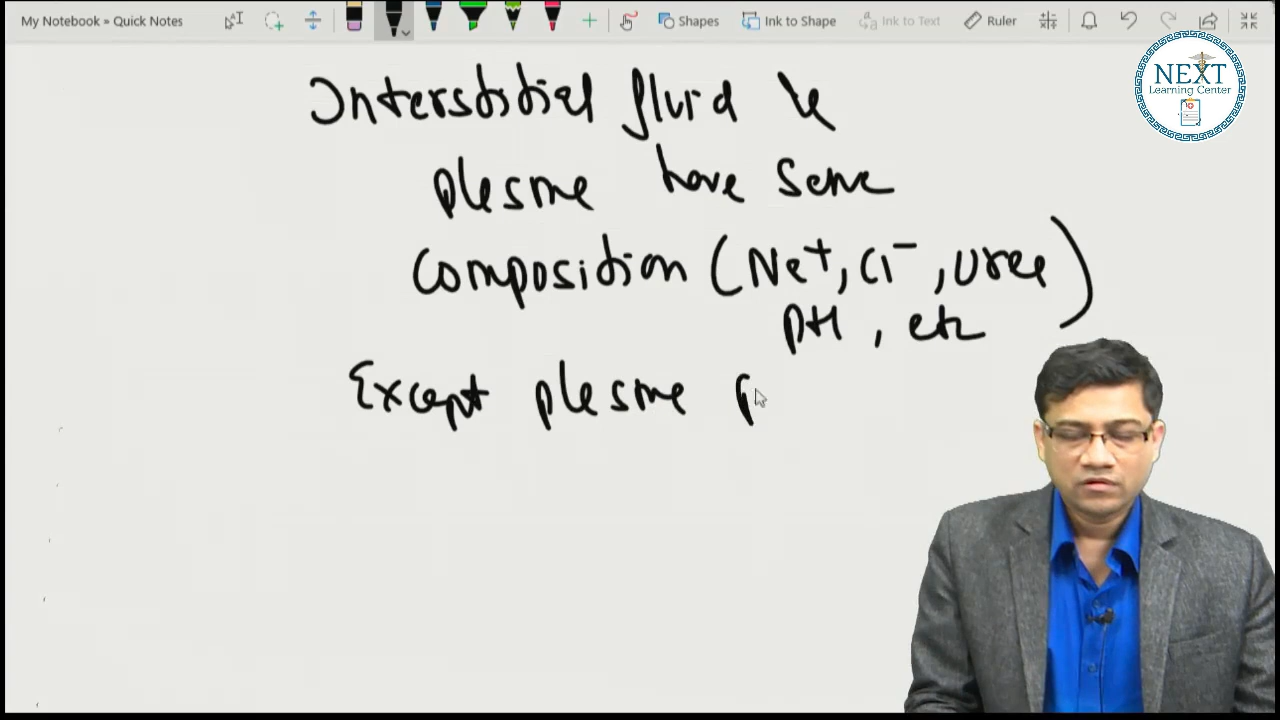 My Notebook » Quick Notes
Shapes
Ink to Shape
Ink to Text
Ruler
NEXT
Learning Center
Interstitial fluid &
plasma have same
composition (Na+, Cl-, urea)
pH, etc
Except plasma p